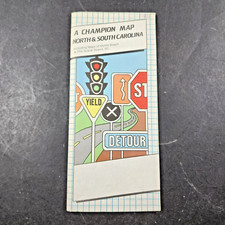 A CHAMPION MAP
NORTH & SOUTH CAROLINA
YIELD
ST
DETOUR